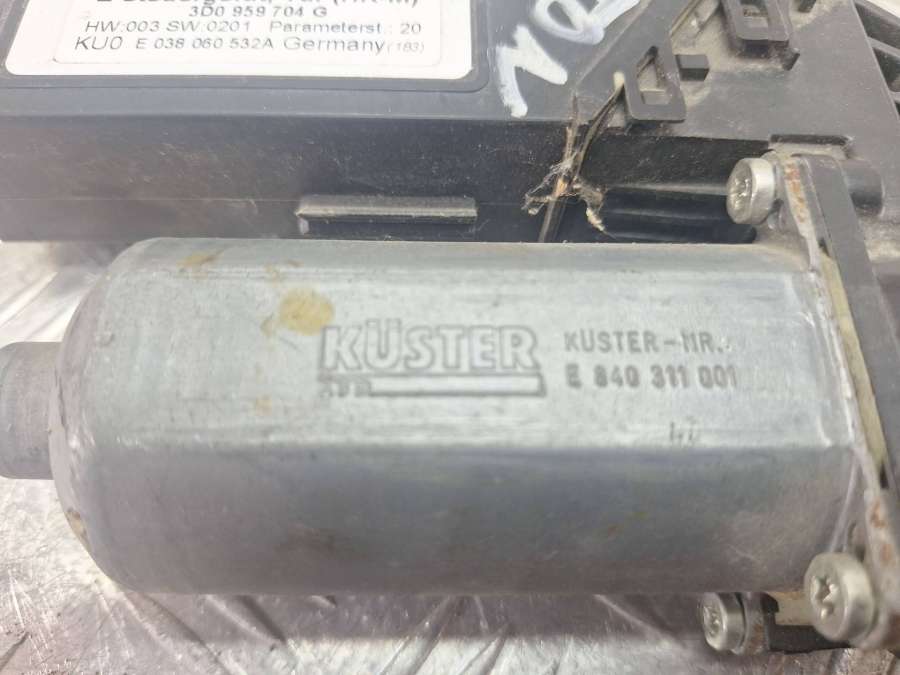 3D0 959 704 G
HW:003 SW:0201 Parameterst.: 20
KU0 E 038 060 532A Germany (183)
KÜSTER
KÜSTER-NR.:
E 840 311 001